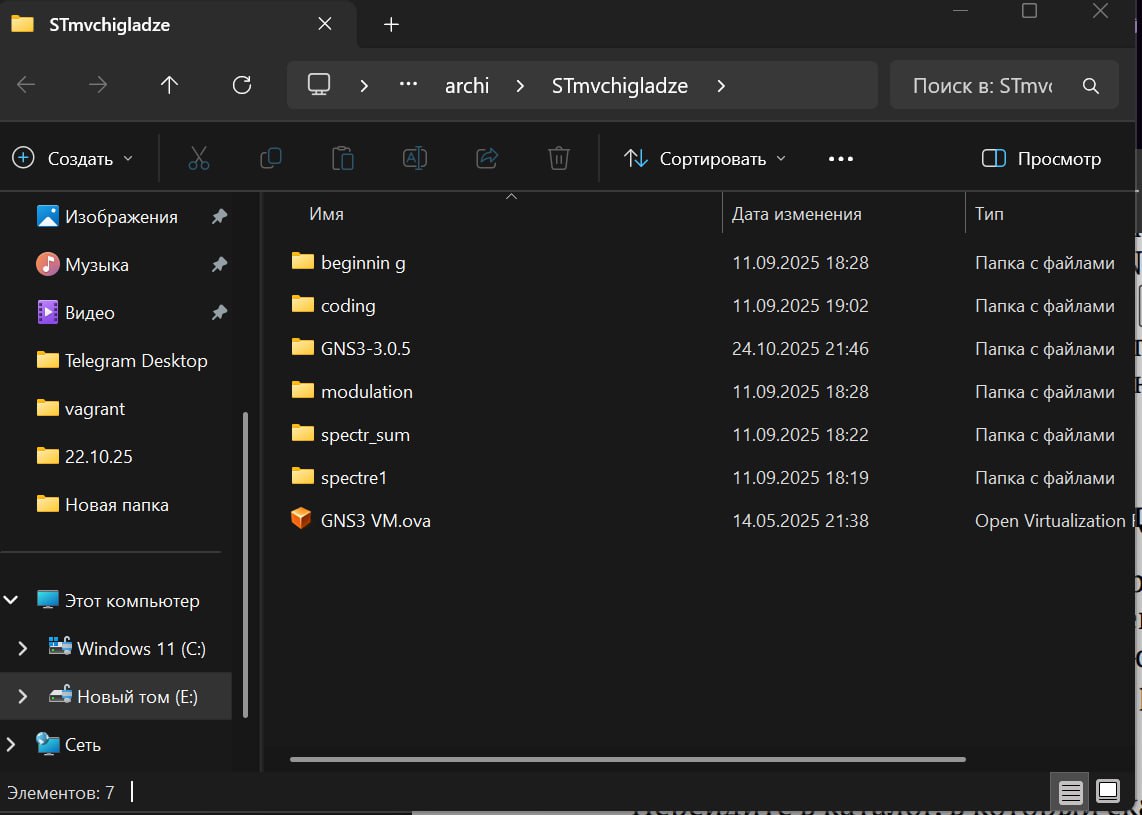 STmvchigladze
archi STmvchigladze
Поиск в: STmvc
Создать
Сортировать
Просмотр
Имя Дата изменения Тип
Изображения
Музыка
Видео
Telegram Desktop
vagrant
22.10.25
Новая папка
Этот компьютер
Windows 11 (C:)
Новый том (E:)
Сеть
beginnin g 11.09.2025 18:28 Папка с файлами
coding 11.09.2025 19:02 Папка с файлами
GNS3-3.0.5 24.10.2025 21:46 Папка с файлами
modulation 11.09.2025 18:28 Папка с файлами
spectr_sum 11.09.2025 18:22 Папка с файлами
spectre1 11.09.2025 18:19 Папка с файлами
GNS3 VM.ova 14.05.2025 21:38 Open Virtualization
Элементов: 7